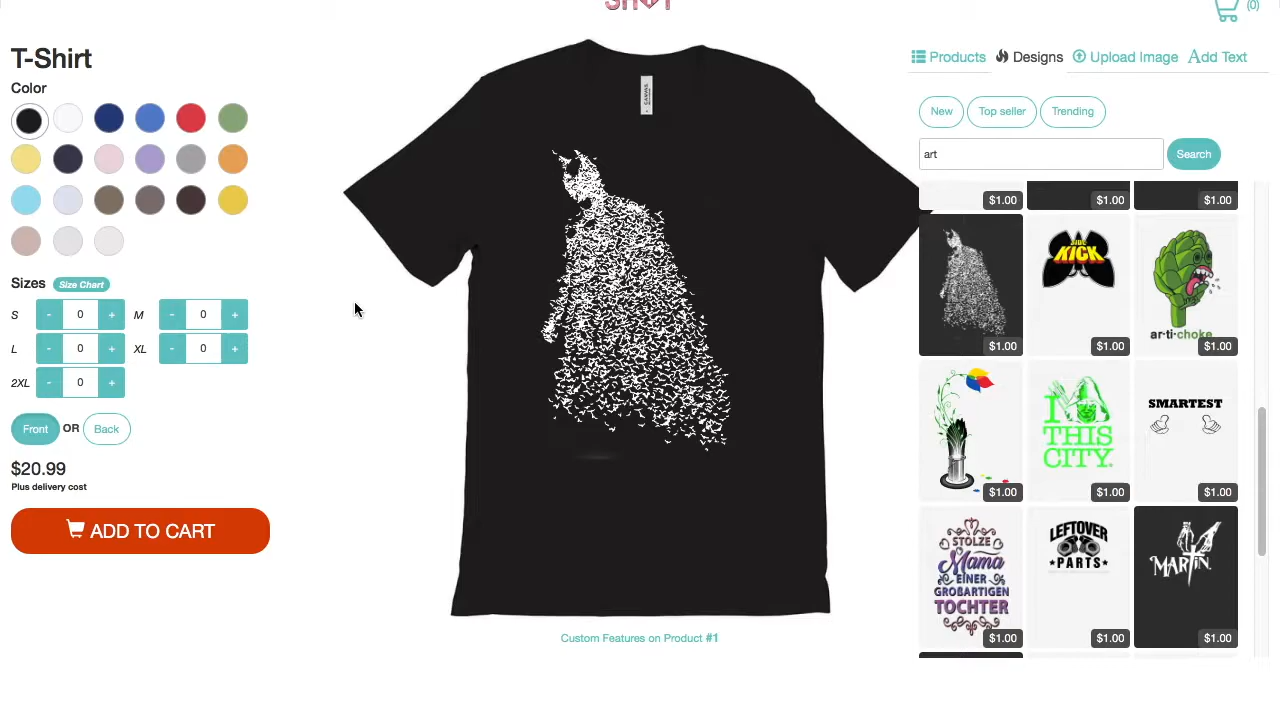 (0)
T-Shirt
Color
Sizes Size Chart
S - 0 + M - 0 +
L - 0 + XL - 0 +
2XL - 0 +
Front OR Back
$20.99
Plus delivery cost
ADD TO CART
CANVAS
Custom Features on Product #1
Products Designs Upload Image Add Text
New Top seller Trending
art Search
$1.00 $1.00 $1.00
SIDE
KICK
ar·ti·choke
$1.00 $1.00 $1.00
I
THIS
CITY.
SMARTEST
$1.00 $1.00 $1.00
STOLZE
Mama
EINER
GROẞARTIGEN
TOCHTER
LEFTOVER
PARTS
MARTIN.
$1.00 $1.00 $1.00